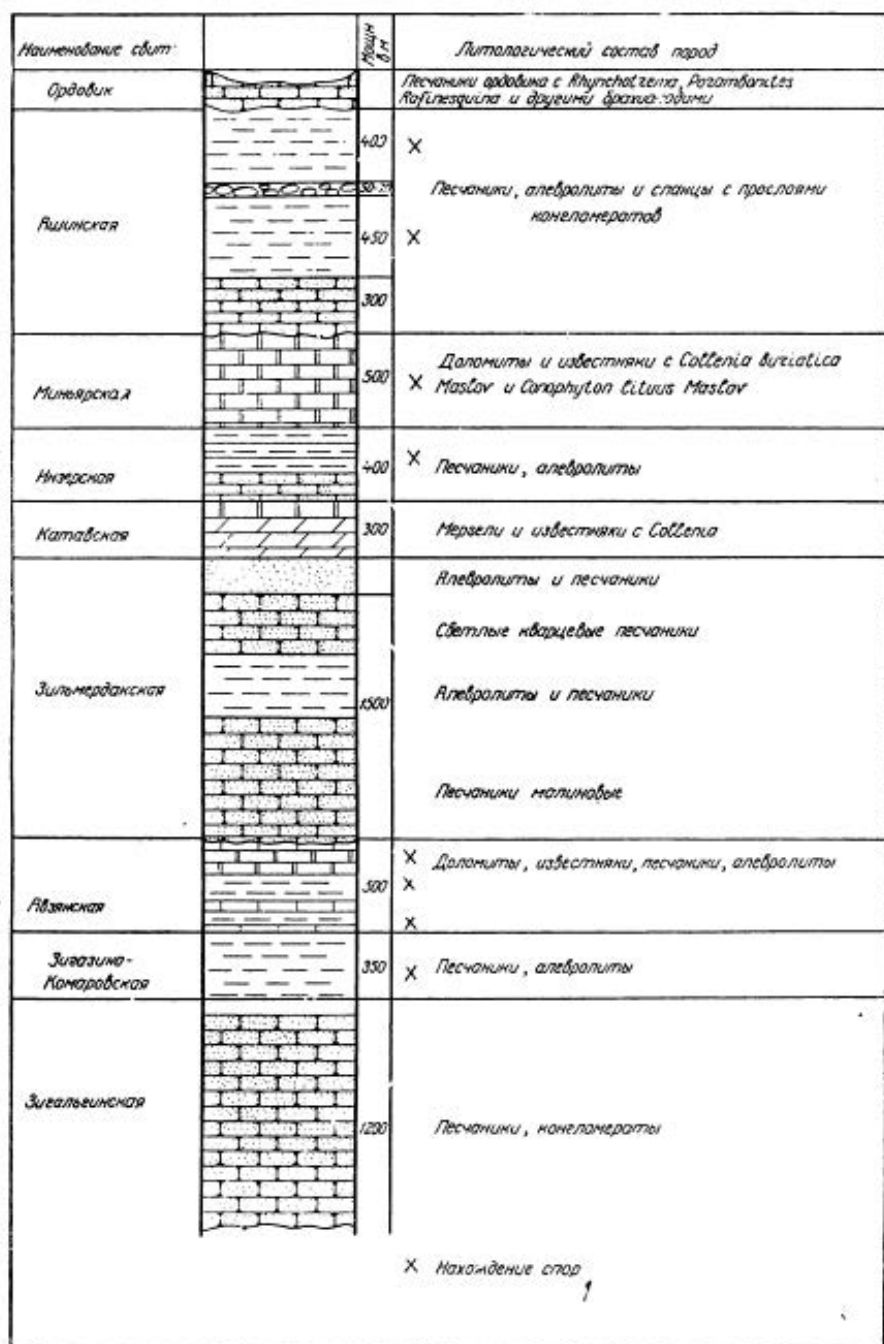 Наименование свит
Мощн
в м
Литологический состав пород
Ордовик
Песчаники ордовика с Rhynchotrema, Parambonites
Rafinesquina и другими брахиоподами
Ашинская
400
Песчаники, алевролиты и сланцы с прослоями
конгломератов
450
300
Миньярская
500
Доломиты и известняки с Collenia buriatica
Maslov и Conophyton lituus Maslov
Инзерская
400
Песчаники, алевролиты
Катавская
300
Мергели и известняки с Collenia
Зильмердакская
1500
Алевролиты и песчаники
Светлые кварцевые песчаники
Алевролиты и песчаники
Песчаники малиновые
Авзянская
500
Доломиты, известняки, песчаники, алевролиты
Зигазино-
Комаровская
350
Песчаники, алевролиты
Зигальгинская
1200
Песчаники, конгломераты
X Нахождение спор